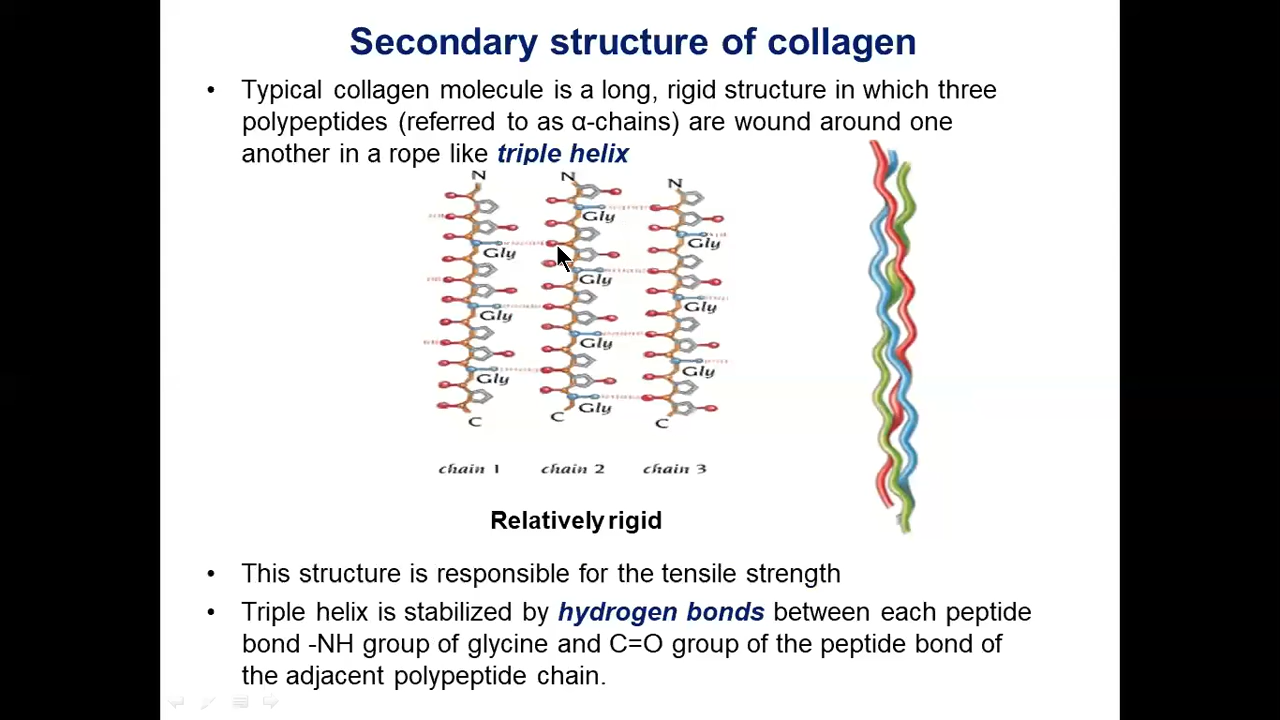 Secondary structure of collagen
• Typical collagen molecule is a long, rigid structure in which three
polypeptides (referred to as α-chains) are wound around one
another in a rope like triple helix
N N N
Gly Gly Gly
Gly Gly Gly
Gly Gly Gly
Gly
C C C
chain 1 chain 2 chain 3
Relatively rigid
• This structure is responsible for the tensile strength
• Triple helix is stabilized by hydrogen bonds between each peptide
bond -NH group of glycine and C=O group of the peptide bond of
the adjacent polypeptide chain.